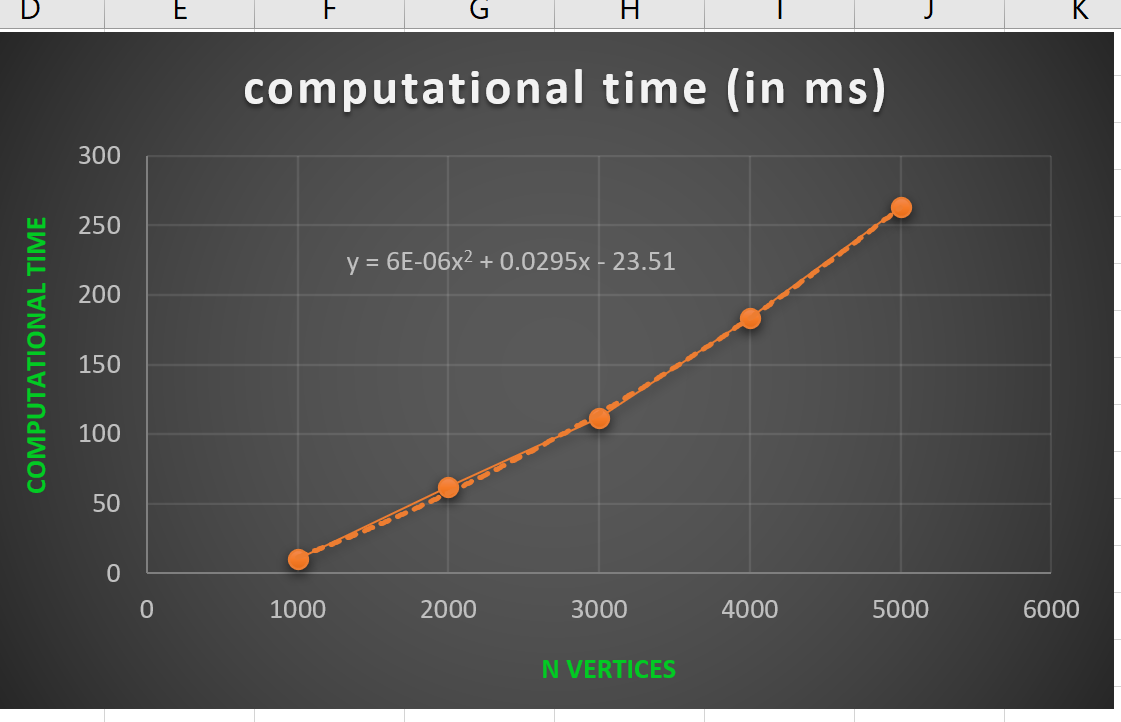 D E F G H I J K
computational time (in ms)
300
250
200
150
100
50
0
COMPUTATIONAL TIME
y = 6E-06x² + 0.0295x - 23.51
0 1000 2000 3000 4000 5000 6000
N VERTICES